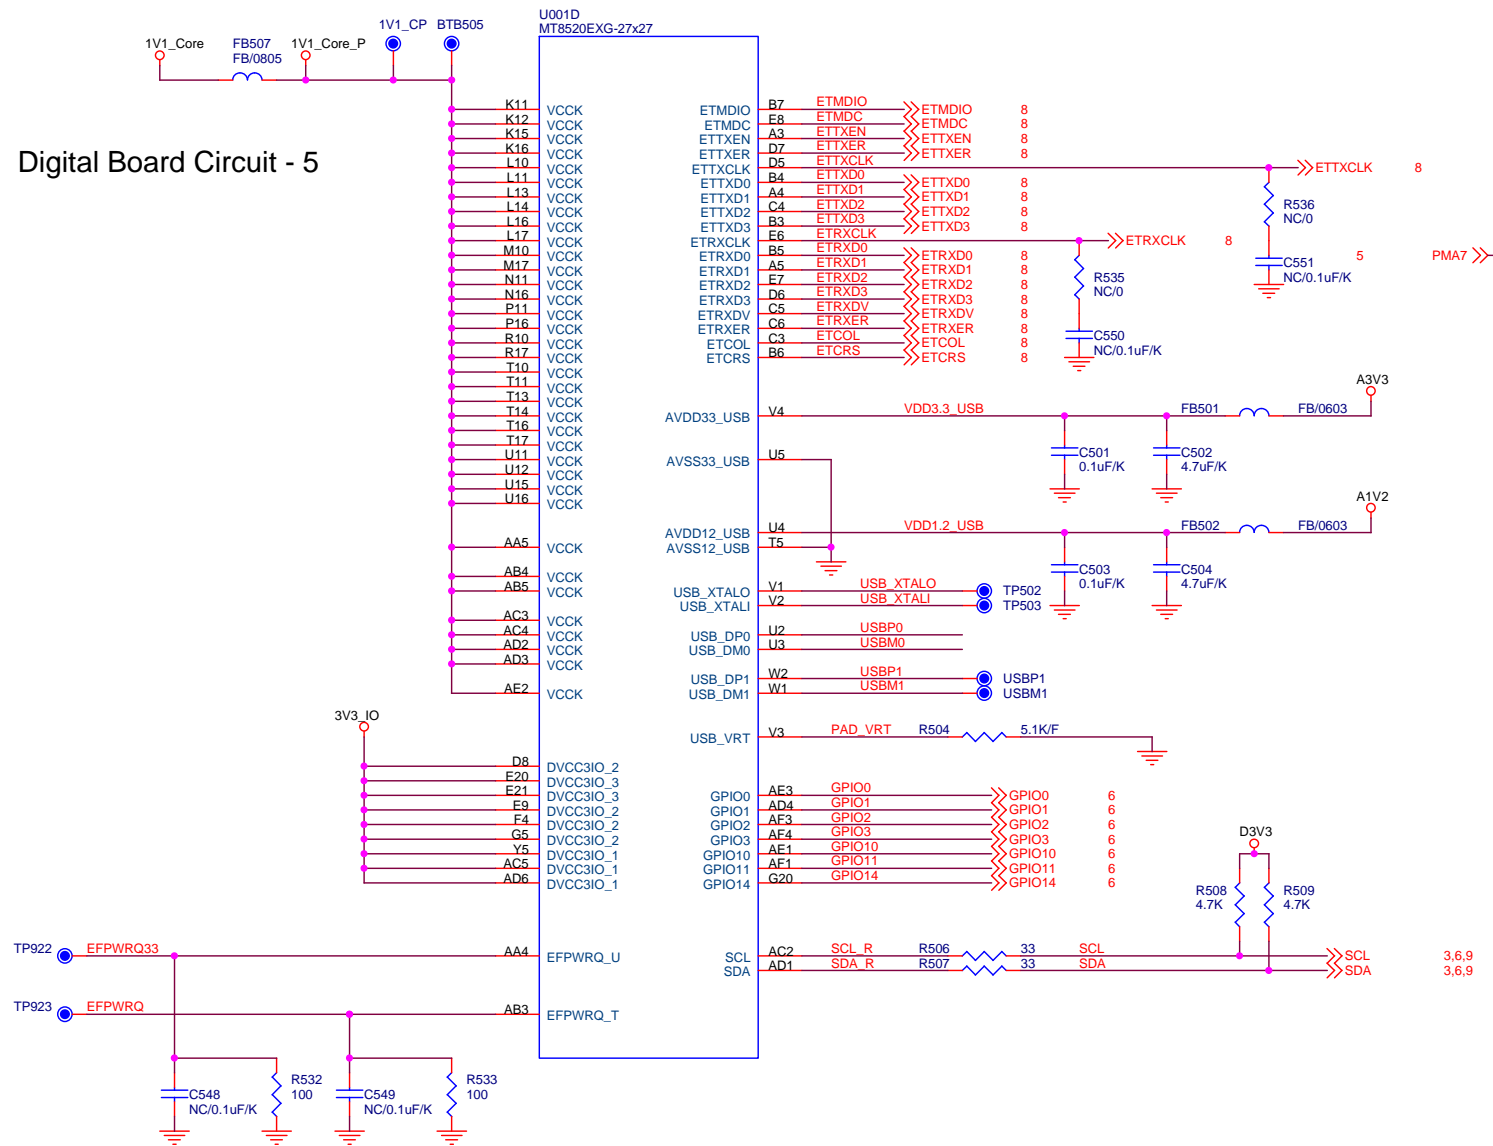 U001D
MT8520EXG-27x27
1V1_Core
FB507
FB/0805
1V1_Core_P
1V1_CP
BTB505
Digital Board Circuit - 5
K11 VCCK
K12 VCCK
K15 VCCK
K16 VCCK
L10 VCCK
L11 VCCK
L13 VCCK
L14 VCCK
L16 VCCK
L17 VCCK
M10 VCCK
M17 VCCK
N11 VCCK
N16 VCCK
P11 VCCK
P16 VCCK
R10 VCCK
R17 VCCK
T10 VCCK
T11 VCCK
T13 VCCK
T14 VCCK
T16 VCCK
T17 VCCK
U11 VCCK
U12 VCCK
U15 VCCK
U16 VCCK
AA5 VCCK
AB4 VCCK
AB5 VCCK
AC3 VCCK
AC4 VCCK
AD2 VCCK
AD3 VCCK
AE2 VCCK
3V3_IO
D8 DVCC3IO_2
E20 DVCC3IO_3
E21 DVCC3IO_3
E9 DVCC3IO_2
F4 DVCC3IO_2
G5 DVCC3IO_2
Y5 DVCC3IO_1
AC5 DVCC3IO_1
AD6 DVCC3IO_1
TP922 EFPWRQ33 AA4 EFPWRQ_U
TP923 EFPWRQ AB3 EFPWRQ_T
C548
NC/0.1uF/K
R532
100
C549
NC/0.1uF/K
R533
100
ETMDIO B7 ETMDIO ETMDIO 8
ETMDC E8 ETMDC ETMDC 8
ETTXEN A3 ETTXEN ETTXEN 8
ETTXER D7 ETTXER ETTXER 8
ETTXCLK D5 ETTXCLK ETTXCLK 8
ETTXD0 B4 ETTXD0 ETTXD0 8
ETTXD1 A4 ETTXD1 ETTXD1 8
ETTXD2 C4 ETTXD2 ETTXD2 8
ETTXD3 B3 ETTXD3 ETTXD3 8
ETRXCLK E6 ETRXCLK ETRXCLK 8
ETRXD0 B5 ETRXD0 ETRXD0 8
ETRXD1 A5 ETRXD1 ETRXD1 8
ETRXD2 E7 ETRXD2 ETRXD2 8
ETRXD3 D6 ETRXD3 ETRXD3 8
ETRXDV C5 ETRXDV ETRXDV 8
ETRXER C6 ETRXER ETRXER 8
ETCOL C3 ETCOL ETCOL 8
ETCRS B6 ETCRS ETCRS 8
R536
NC/0
C551
NC/0.1uF/K
5 PMA7
R535
NC/0
C550
NC/0.1uF/K
A3V3
AVDD33_USB V4 VDD3.3_USB FB501 FB/0603
AVSS33_USB U5
C501
0.1uF/K
C502
4.7uF/K
A1V2
AVDD12_USB U4 VDD1.2_USB FB502 FB/0603
AVSS12_USB T5
C503
0.1uF/K
C504
4.7uF/K
USB_XTALO V1 USB_XTALO TP502
USB_XTALI V2 USB_XTALI TP503
USB_DP0 U2 USBP0
USB_DM0 U3 USBM0
USB_DP1 W2 USBP1 USBP1
USB_DM1 W1 USBM1 USBM1
USB_VRT V3 PAD_VRT R504 5.1K/F
GPIO0 AE3 GPIO0 GPIO0 6
GPIO1 AD4 GPIO1 GPIO1 6
GPIO2 AF3 GPIO2 GPIO2 6
GPIO3 AF4 GPIO3 GPIO3 6
GPIO10 AE1 GPIO10 GPIO10 6
GPIO11 AF1 GPIO11 GPIO11 6
GPIO14 G20 GPIO14 GPIO14 6
D3V3
R508
4.7K
R509
4.7K
SCL AC2 SCL_R R506 33 SCL SCL 3,6,9
SDA AD1 SDA_R R507 33 SDA SDA 3,6,9